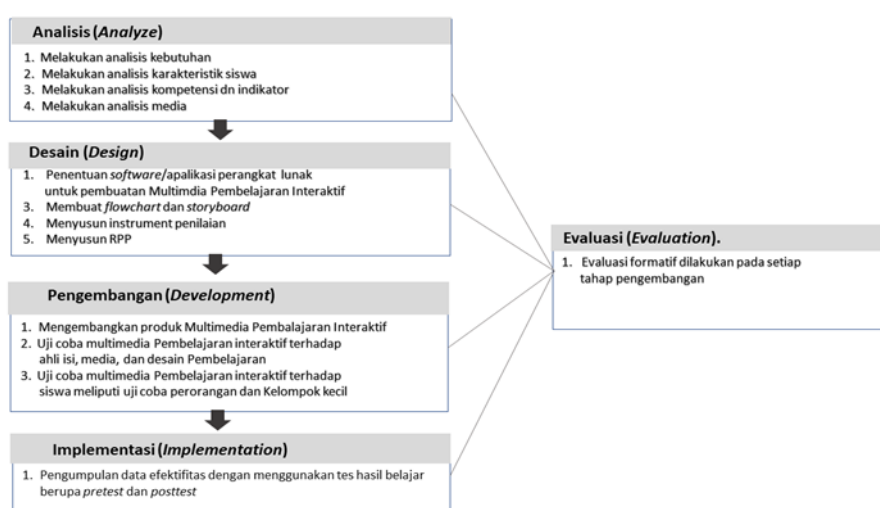 Analisis (Analyze)
1. Melakukan analisis kebutuhan
2. Melakukan analisis karakteristik siswa
3. Melakukan analisis kompetensi dn indikator
4. Melakukan analisis media
Desain (Design)
1. Penentuan software/apalikasi perangkat lunak
untuk pembuatan Multimdia Pembelajaran Interaktif
3. Membuat flowchart dan storyboard
4. Menyusun instrument penilaian
5. Menyusun RPP
Pengembangan (Development)
1. Mengembangkan produk Multimedia Pembalajaran Interaktif
2. Uji coba multimedia Pembelajaran interaktif terhadap
ahli isi, media, dan desain Pembelajaran
3. Uji coba multimedia Pembelajaran interaktif terhadap
siswa meliputi uji coba perorangan dan Kelompok kecil
Implementasi (Implementation)
1. Pengumpulan data efektifitas dengan menggunakan tes hasil belajar
berupa pretest dan posttest
Evaluasi (Evaluation).
1. Evaluasi formatif dilakukan pada setiap
tahap pengembangan